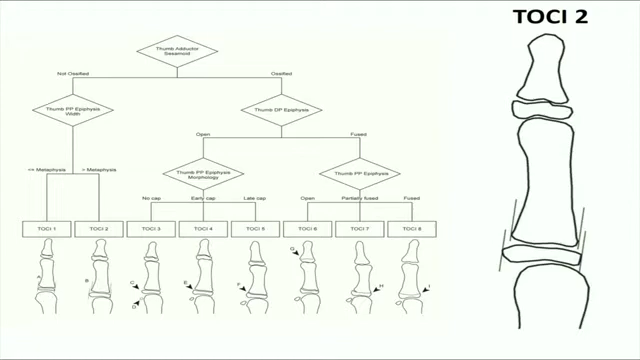 TOCI 2
Thumb Adductor
Sesamoid
Not Ossified
Ossified
Thumb PP Epiphysis
Width
Thumb DP Epiphysis
Open
Fused
<= Metaphysis
> Metaphysis
Thumb PP Epiphysis
Morphology
Thumb PP Epiphysis
No cap
Early cap
Late cap
Open
Partially fused
Fused
TOCI 1
TOCI 2
TOCI 3
TOCI 4
TOCI 5
TOCI 6
TOCI 7
TOCI 8
A
B
C
D
E
F
G
H
I